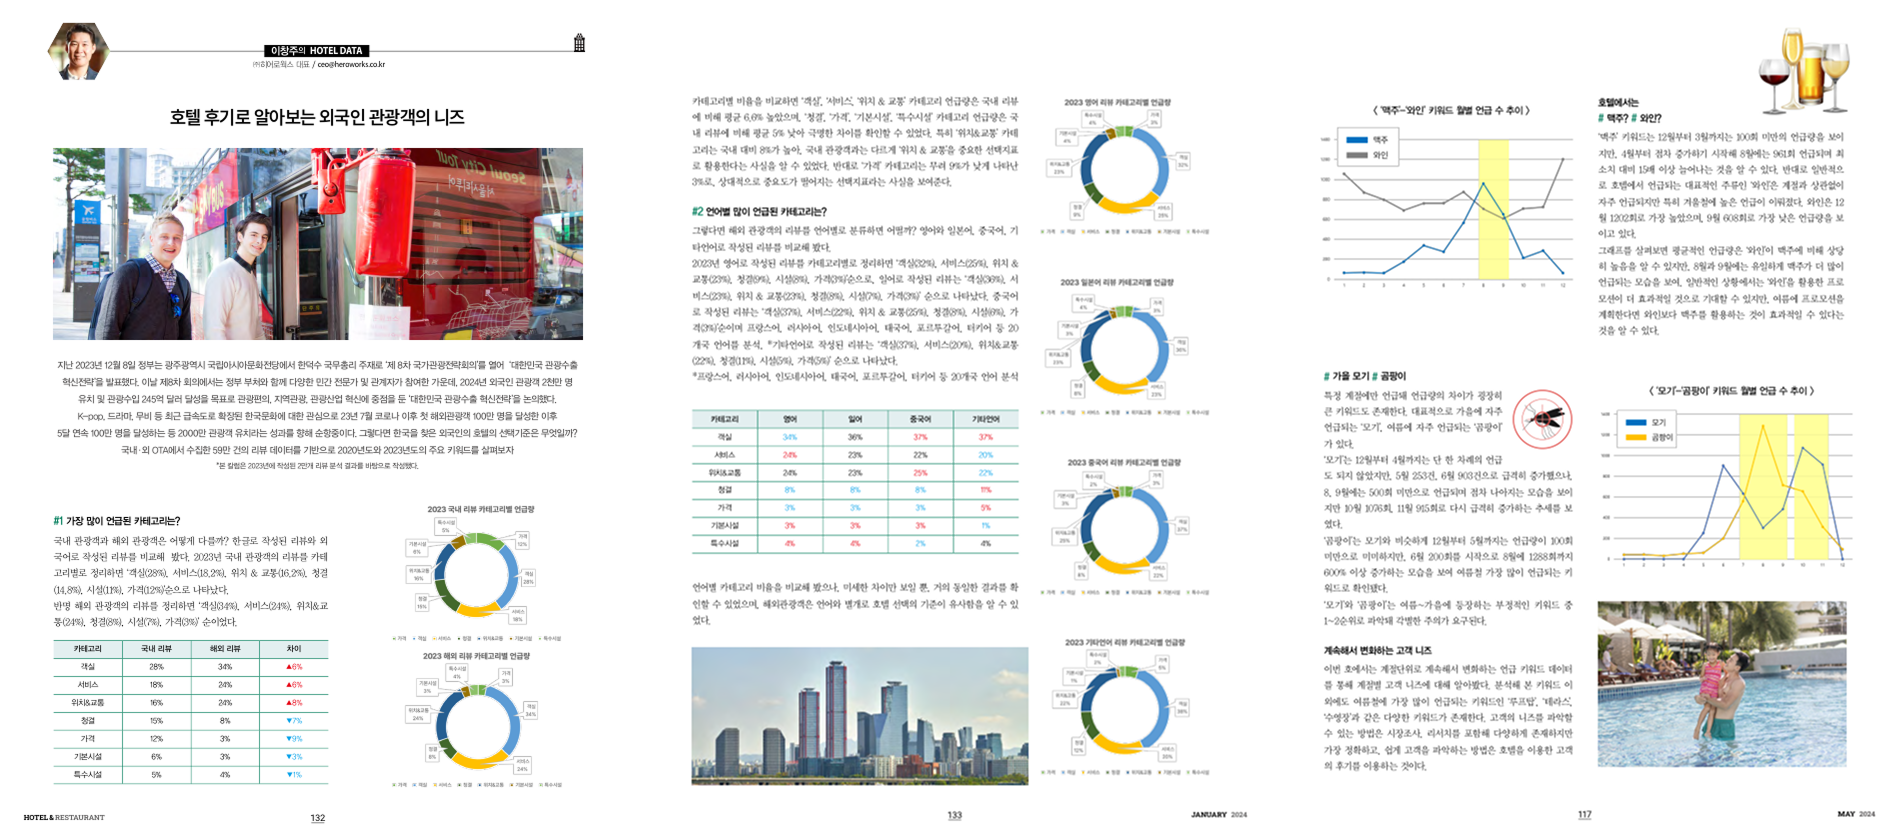 이창주의 HOTEL DATA
㈜히어로웍스 대표 / ceo@heroworks.co.kr
호텔 후기로 알아보는 외국인 관광객의 니즈
지난 2023년 12월 8일 정부는 광주광역시 국립아시아문화전당에서 한덕수 국무총리 주재로 '제 8차 국가관광전략회의'를 열어 '대한민국 관광수출
혁신전략'을 발표했다. 이날 제8차 회의에서는 정부 부처와 함께 다양한 민간 전문가 및 관계자가 참여한 가운데, 2024년 외국인 관광객 2천만 명
유치 및 관광수입 245억 달러 달성을 목표로 관광편의, 지역관광, 관광산업 혁신에 중점을 둔 '대한민국 관광수출 혁신전략'을 논의했다.
K-pop, 드라마, 무비 등 최근 급속도로 확장된 한국문화에 대한 관심으로 23년 7월 코로나 이후 첫 해외관광객 100만 명을 달성한 이후
5달 연속 100만 명을 달성하는 등 2000만 관광객 유치라는 성과를 향해 순항중이다. 그렇다면 한국을 찾은 외국인의 호텔의 선택기준은 무엇일까?
국내·외 OTA에서 수집한 59만 건의 리뷰 데이터를 기반으로 2020년도와 2023년도의 주요 키워드를 살펴보자
*본 칼럼은 2023년에 작성된 2만개 리뷰 분석 결과를 바탕으로 작성했다.
#1 가장 많이 언급된 카테고리는?
국내 관광객과 해외 관광객은 어떻게 다를까? 한글로 작성된 리뷰와 외
국어로 작성된 리뷰를 비교해 봤다. 2023년 국내 관광객의 리뷰를 카테
고리별로 정리하면 '객실(28%), 서비스(18.2%), 위치 & 교통(16.2%), 청결
(14.8%), 시설(11%), 가격(12%)'순으로 나타났다.
반명 해외 관광객의 리뷰를 정리하면 '객실(34%), 서비스(24%), 위치&교
통(24%), 청결(8%), 시설(7%), 가격(3%)' 순이었다.
카테고리 국내 리뷰 해외 리뷰 차이
객실 28% 34% ▲6%
서비스 18% 24% ▲6%
위치&교통 16% 24% ▲8%
청결 15% 8% ▼7%
가격 12% 3% ▼9%
기본시설 6% 3% ▼3%
특수시설 5% 4% ▼1%
2023 국내 리뷰 카테고리별 언급량
특수시설 5%
가격 12%
기본시설 6%
위치&교통 16%
객실 28%
청결 15%
서비스 18%
가격 객실 서비스 청결 위치&교통 기본시설 특수시설
2023 해외 리뷰 카테고리별 언급량
특수시설 4%
가격 3%
기본시설 3%
위치&교통 24%
객실 34%
청결 8%
서비스 24%
가격 객실 서비스 청결 위치&교통 기본시설 특수시설
HOTEL & RESTAURANT
132
카테고리별 비율을 비교하면 '객실', '서비스', '위치 & 교통' 카테고리 언급량은 국내 리뷰
에 비해 평균 6.6% 높았으며, '청결', '가격', '기본시설', '특수시설' 카테고리 언급량은 국
내 리뷰에 비해 평균 5% 낮아 극명한 차이를 확인할 수 있었다. 특히 '위치&교통' 카테
고리는 국내 대비 8%가 높아, 국내 관광객과는 다르게 '위치 & 교통'을 중요한 선택지표
로 활용한다는 사실을 알 수 있었다. 반대로 '가격' 카테고리는 무려 9%가 낮게 나타난
3%로, 상대적으로 중요도가 떨어지는 선택지표라는 사실을 보여준다.
#2 언어별 많이 언급된 카테고리는?
그렇다면 해외 관광객의 리뷰를 언어별로 분류하면 어떨까? 영어와 일본어, 중국어, 기
타언어로 작성된 리뷰를 비교해 봤다.
2023년 영어로 작성된 리뷰를 카테고리별로 정리하면 '객실(32%), 서비스(25%), 위치 &
교통(23%), 청결(9%), 시설(8%), 가격(3%)'순으로, 일어로 작성된 리뷰는 '객실(36%), 서
비스(23%), 위치 & 교통(23%), 청결(8%), 시설(7%), 가격(3%)' 순으로 나타났다. 중국어
로 작성된 리뷰는 '객실(37%), 서비스(22%), 위치 & 교통(25%), 청결(8%), 시설(6%), 가
격(3%)'순이며 프랑스어, 러시아어, 인도네시아어, 태국어, 포르투갈어, 터키어 등 20
개국 언어를 분석, *기타언어로 작성된 리뷰는 '객실(37%), 서비스(20%), 위치&교통
(22%), 청결(11%), 시설(5%), 가격(5%)' 순으로 나타났다.
*프랑스어, 러시아어, 인도네시아어, 태국어, 포르투갈어, 터키어 등 20개국 언어 분석
카테고리 영어 일어 중국어 기타언어
객실 34% 36% 37% 37%
서비스 24% 23% 22% 20%
위치&교통 24% 23% 25% 22%
청결 8% 8% 8% 11%
가격 3% 3% 3% 5%
기본시설 3% 3% 3% 1%
특수시설 4% 4% 2% 4%
언어별 카테고리 비율을 비교해 봤으나, 미세한 차이만 보일 뿐, 거의 동일한 결과를 확
인할 수 있었으며, 해외관광객은 언어와 별개로 호텔 선택의 기준이 유사함을 알 수 있
었다.
2023 영어 리뷰 카테고리별 언급량
2023 일본어 리뷰 카테고리별 언급량
2023 중국어 리뷰 카테고리별 언급량
2023 기타언어 리뷰 카테고리별 언급량
133
JANUARY 2024
〈 '맥주'-'와인' 키워드 월별 언급 수 추이 〉
맥주
와인
호텔에서는
# 맥주? # 와인?
'맥주' 키워드는 12월부터 3월까지는 100회 미만의 언급량을 보이
지만, 4월부터 점차 증가하기 시작해 8월에는 961회 언급되며 최
소치 대비 15배 이상 늘어나는 것을 알 수 있다. 반대로 일반적으
로 호텔에서 언급되는 대표적인 주류인 '와인'은 계절과 상관없이
자주 언급되지만 특히 겨울철에 높은 언급이 이뤄졌다. 와인은 12
월 1202회로 가장 높았으며, 9월 608회로 가장 낮은 언급량을 보
이고 있다.
그래프를 살펴보면 평균적인 언급량은 '와인'이 맥주에 비해 상당
히 높음을 알 수 있지만, 8월과 9월에는 유일하게 맥주가 더 많이
언급되는 모습을 보여, 일반적인 상황에서는 '와인'을 활용한 프로
모션이 더 효과적일 것으로 기대할 수 있지만, 여름에 프로모션을
계획한다면 와인보다 맥주를 활용하는 것이 효과적일 수 있다는
것을 알 수 있다.
# 가을 모기 # 곰팡이
특정 계절에만 언급돼 언급량의 차이가 굉장히
큰 키워드도 존재한다. 대표적으로 가을에 자주
언급되는 '모기', 여름에 자주 언급되는 '곰팡이'
가 있다.
'모기'는 12월부터 4월까지는 단 한 차례의 언급
도 되지 않았지만, 5월 253건, 6월 903건으로 급격히 증가했으나,
8, 9월에는 500회 미만으로 언급되며 점차 나아지는 모습을 보이
지만 10월 1076회, 11월 915회로 다시 급격히 증가하는 추세를 보
였다.
'곰팡이'는 모기와 비슷하게 12월부터 5월까지는 언급량이 100회
미만으로 미미하지만, 6월 200회를 시작으로 8월에 1288회까지
600% 이상 증가하는 모습을 보여 여름철 가장 많이 언급되는 키
워드로 확인됐다.
'모기'와 '곰팡이'는 여름~가을에 등장하는 부정적인 키워드 중
1~2순위로 파악돼 각별한 주의가 요구된다.
계속해서 변화하는 고객 니즈
이번 호에서는 계절단위로 계속해서 변화하는 언급 키워드 데이터
를 통해 계절별 고객 니즈에 대해 알아봤다. 분석해 본 키워드 이
외에도 여름철에 가장 많이 언급되는 키워드인 '루프탑', '테라스',
'수영장'과 같은 다양한 키워드가 존재한다. 고객의 니즈를 파악할
수 있는 방법은 시장조사, 리서치를 포함해 다양하게 존재하지만
가장 정확하고, 쉽게 고객을 파악하는 방법은 호텔을 이용한 고객
의 후기를 이용하는 것이다.
〈 '모기'-'곰팡이' 키워드 월별 언급 수 추이 〉
모기
곰팡이
117
MAY 2024